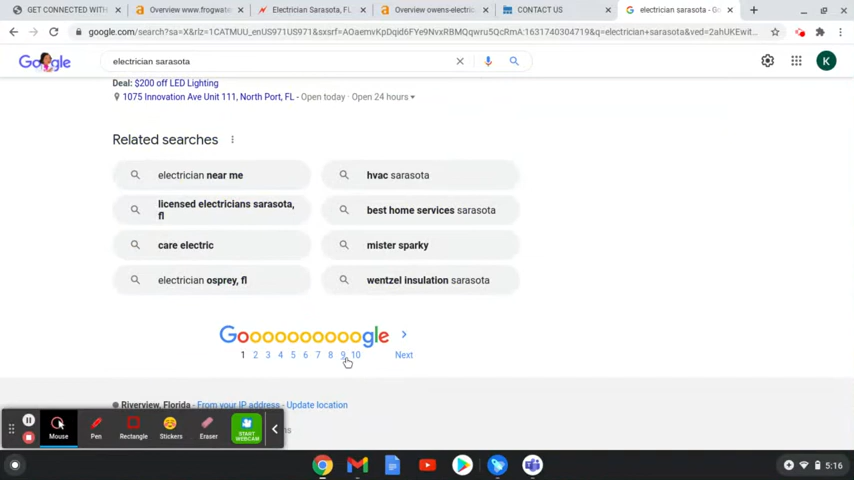 GET CONNECTED WITH
Overview www.frogwat
Electrician Sarasota, FL
Overview owens-electric
CONTACT US
electrician sarasota - Go
google.com/search?sa=X&rlz=1CATMUU_enUS971US971&sxsrf=AOaemvKpDqid6FYe9NvxRBMQqwru5QcRmA:1631740304719&q=electrician+sarasota&ved=2ahUKEwit...
Google
electrician sarasota
K
Deal: $200 off LED Lighting
1075 Innovation Ave Unit 111, North Port, FL - Open today · Open 24 hours
Related searches
electrician near me
hvac sarasota
licensed electricians sarasota,
fl
best home services sarasota
care electric
mister sparky
electrician osprey, fl
wentzel insulation sarasota
Goooooooooogle
1 2 3 4 5 6 7 8 9 10 Next
Riverview, Florida - From your IP address - Update location
Mouse
Pen
Rectangle
Stickers
Eraser
START
WEBCAM
5:16